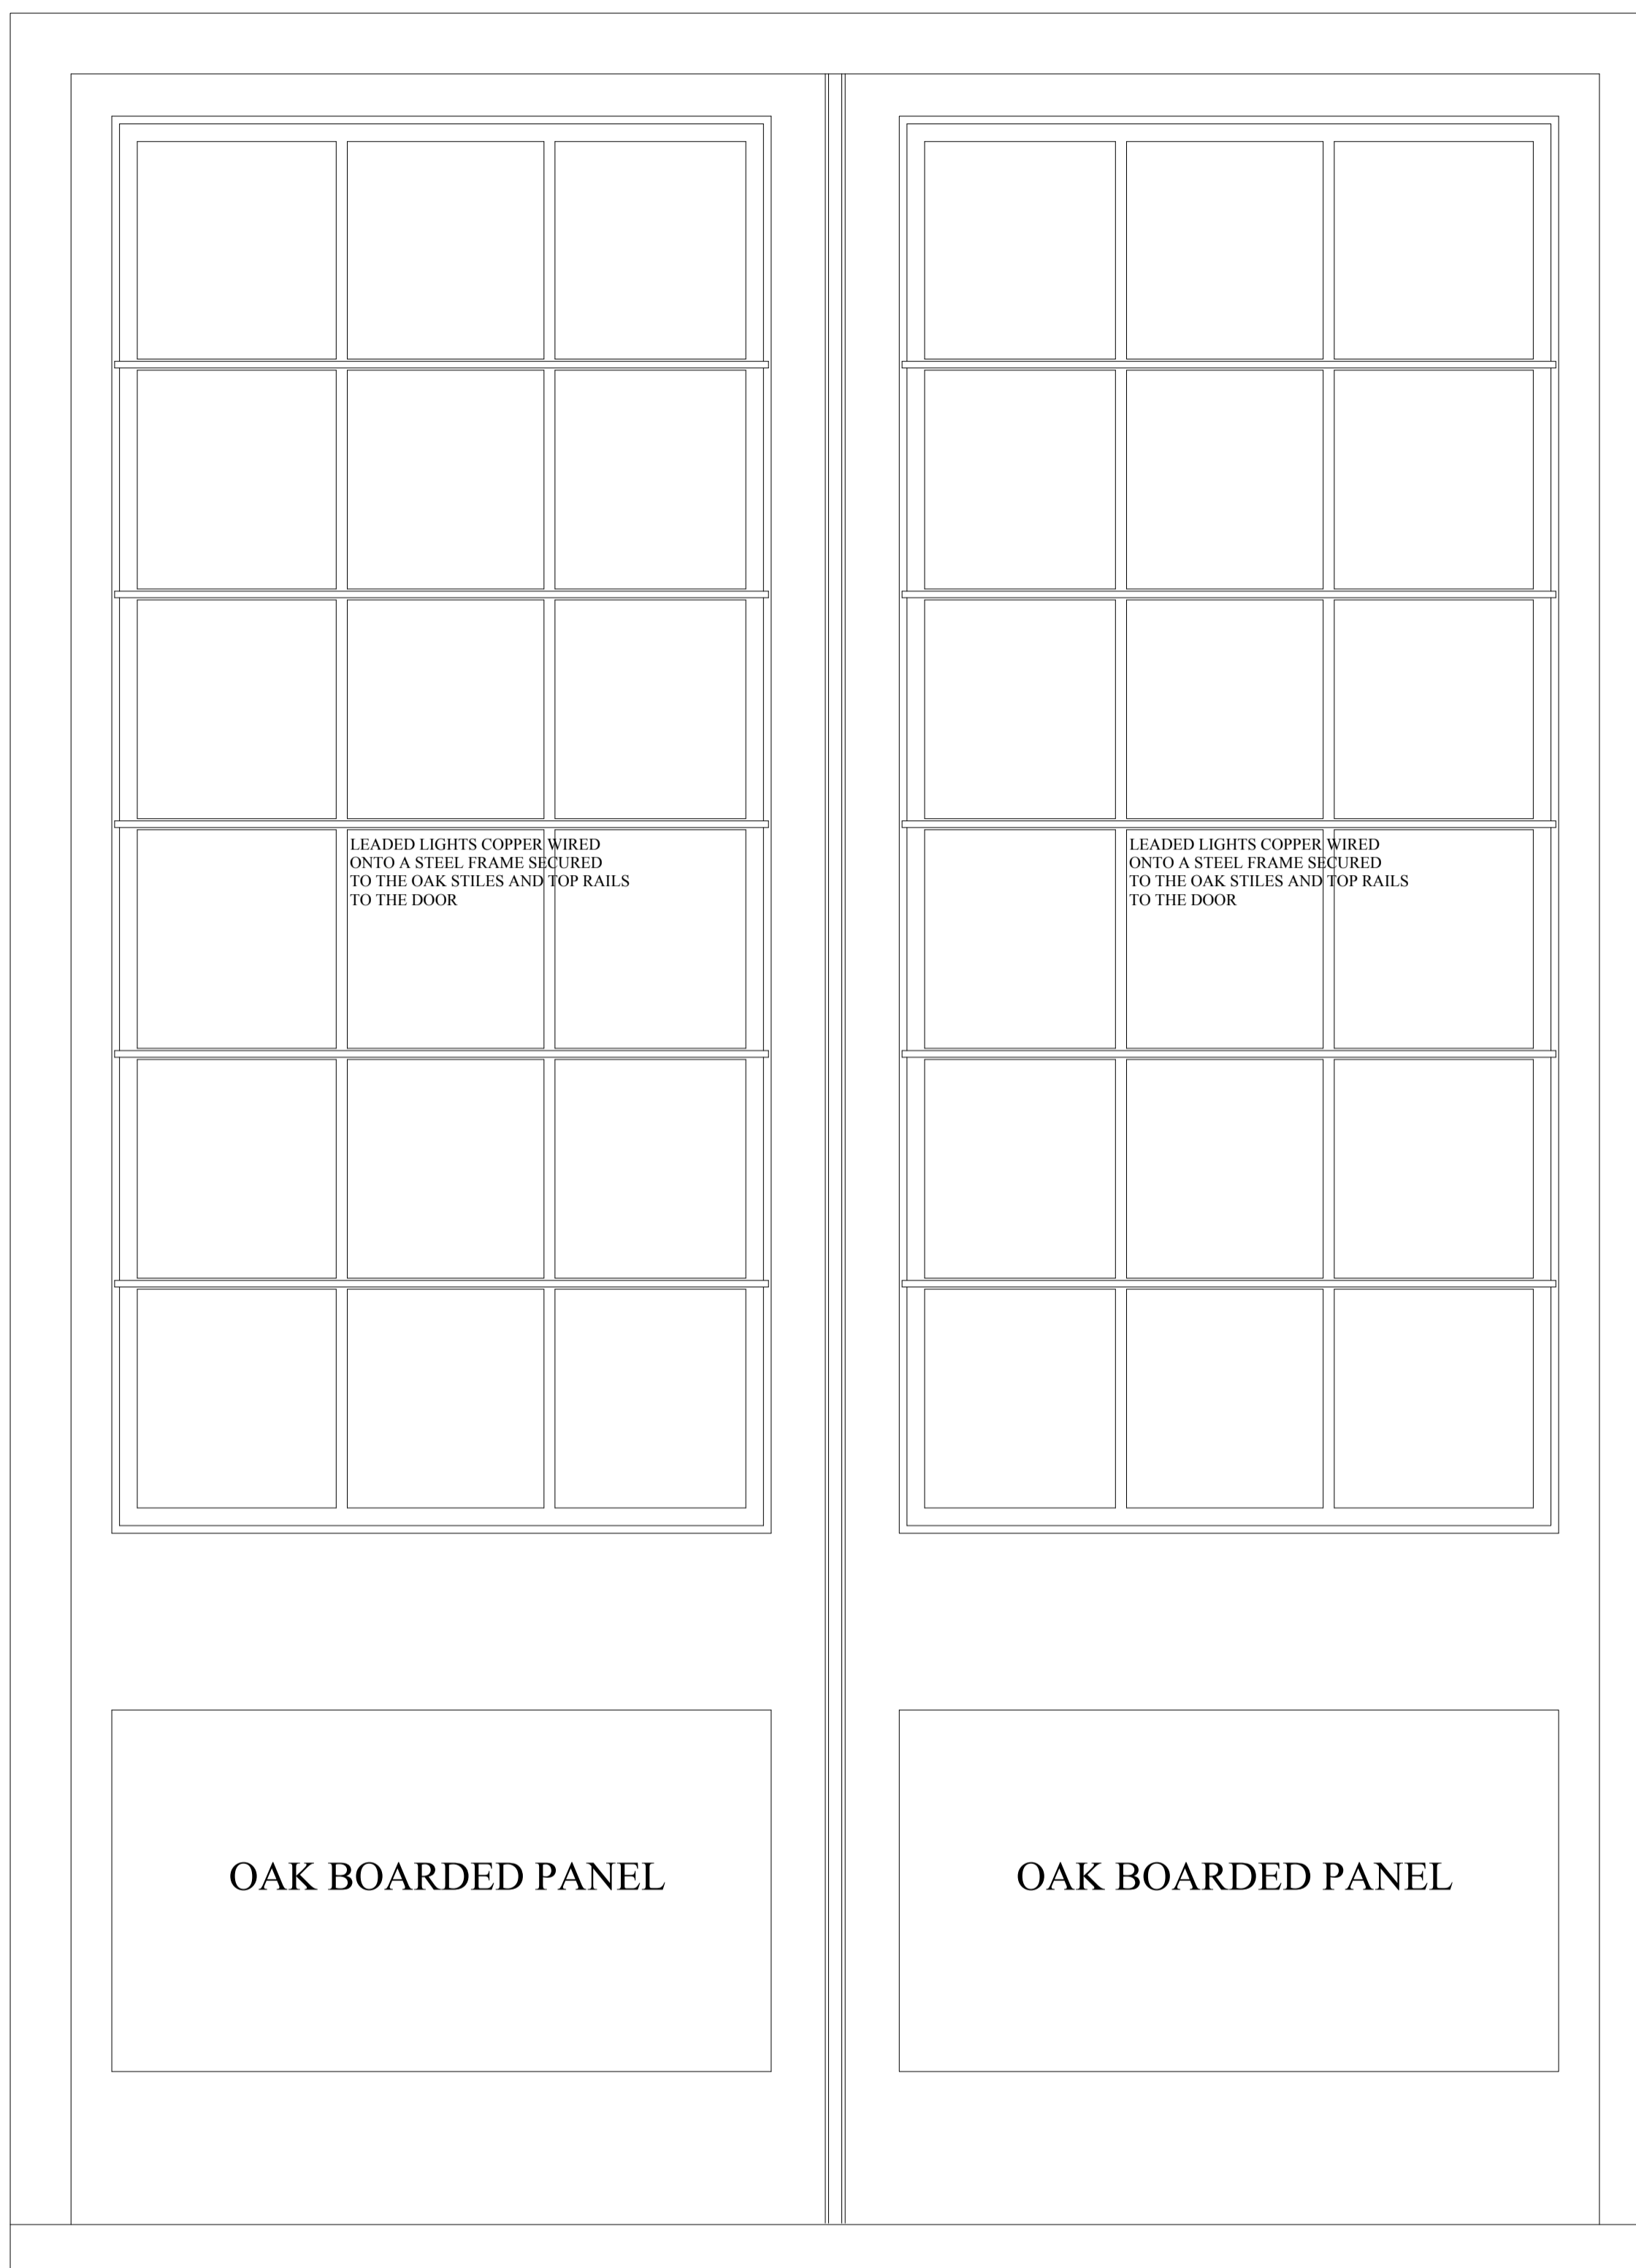 LEADED LIGHTS COPPER WIRED
ONTO A STEEL FRAME SECURED
TO THE OAK STILES AND TOP RAILS
TO THE DOOR
LEADED LIGHTS COPPER WIRED
ONTO A STEEL FRAME SECURED
TO THE OAK STILES AND TOP RAILS
TO THE DOOR
OAK BOARDED PANEL
OAK BOARDED PANEL